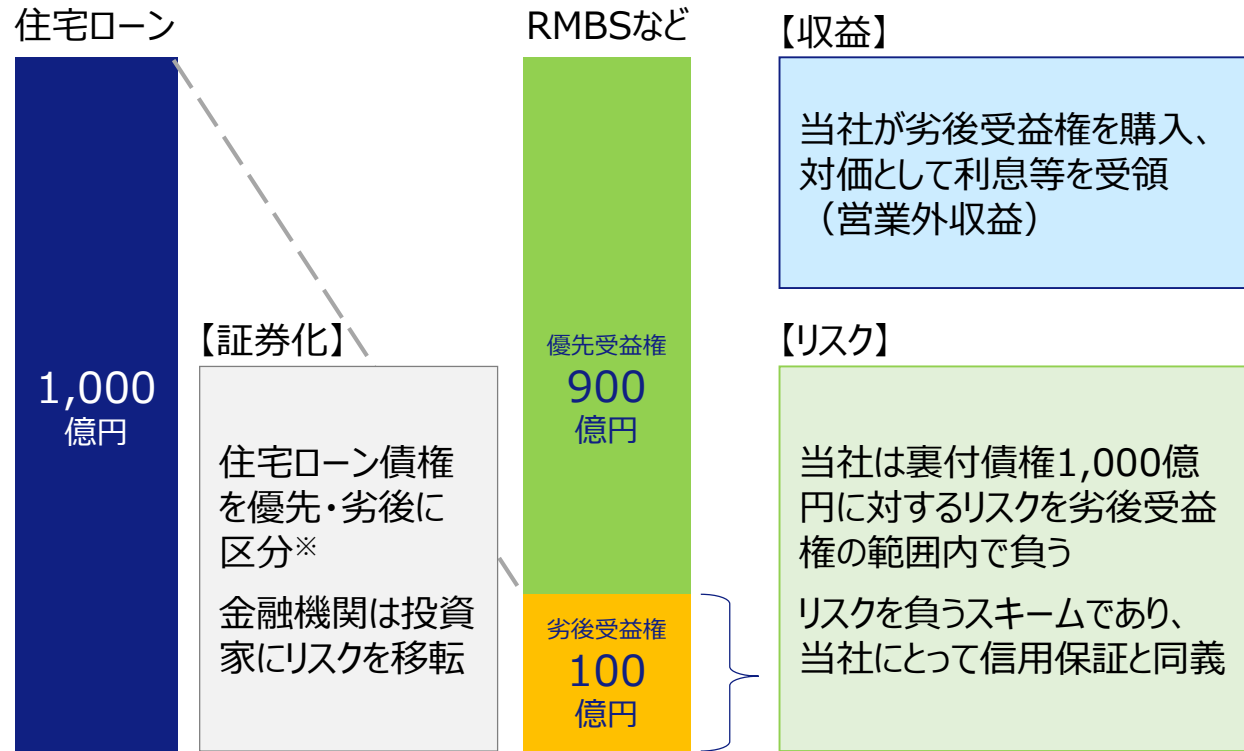 住宅ローン
1,000
億円
【証券化】
住宅ローン債権
を優先・劣後に
区分※
金融機関は投資
家にリスクを移転
RMBSなど
優先受益権
900
億円
劣後受益権
100
億円
【収益】
当社が劣後受益権を購入、
対価として利息等を受領
（営業外収益）
【リスク】
当社は裏付債権1,000億
円に対するリスクを劣後受益
権の範囲内で負う
リスクを負うスキームであり、
当社にとって信用保証と同義